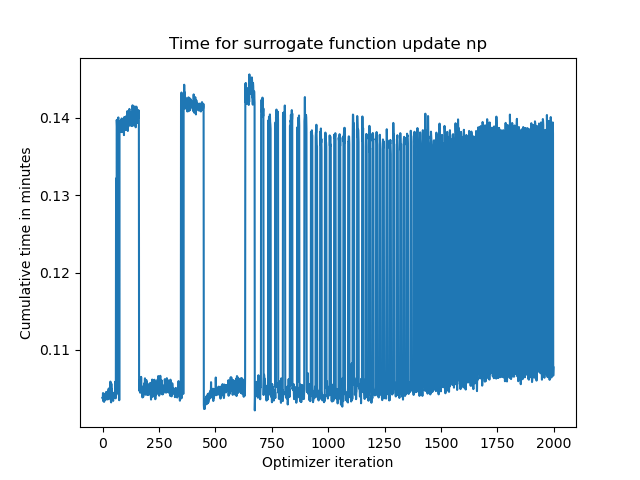 Time for surrogate function update np
0.14
0.13
0.12
0.11
Cumulative time in minutes
0 250 500 750 1000 1250 1500 1750 2000
Optimizer iteration